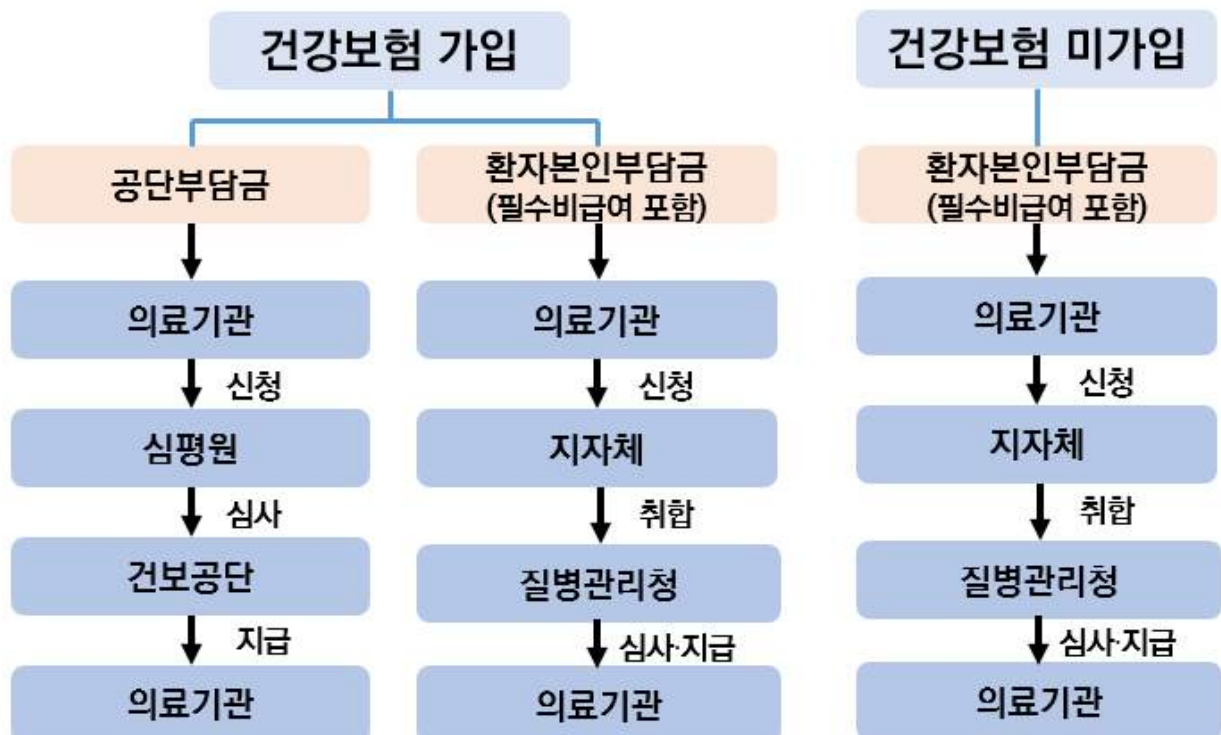 건강보험 가입
공단부담금
의료기관
신청
심평원
심사
건보공단
지급
의료기관
환자본인부담금
(필수비급여 포함)
의료기관
신청
지자체
취합
질병관리청
심사·지급
의료기관
건강보험 미가입
환자본인부담금
(필수비급여 포함)
의료기관
신청
지자체
취합
질병관리청
심사·지급
의료기관